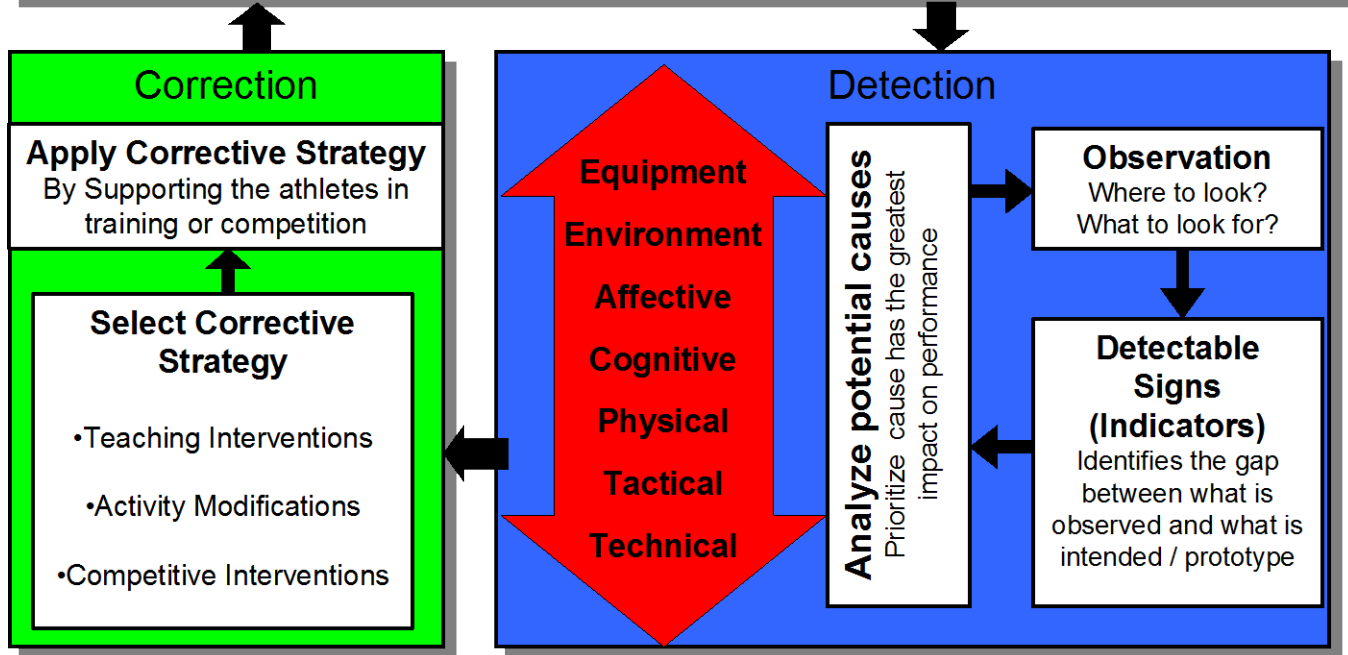 Correction
Apply Corrective Strategy
By Supporting the athletes in
training or competition
Select Corrective
Strategy
•Teaching Interventions
•Activity Modifications
•Competitive Interventions
Detection
Equipment
Environment
Affective
Cognitive
Physical
Tactical
Technical
Analyze potential causes
Prioritize cause has the greatest
impact on performance
Observation
Where to look?
What to look for?
Detectable
Signs
(Indicators)
Identifies the gap
between what is
observed and what is
intended / prototype